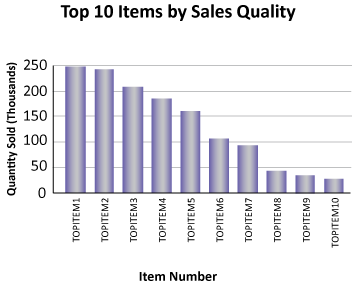 Top 10 Items by Sales Quality
Quantity Sold (Thousands)
250
200
150
100
50
0
TOPITEM1
TOPITEM2
TOPITEM3
TOPITEM4
TOPITEM5
TOPITEM6
TOPITEM7
TOPITEM8
TOPITEM9
TOPITEM10
Item Number